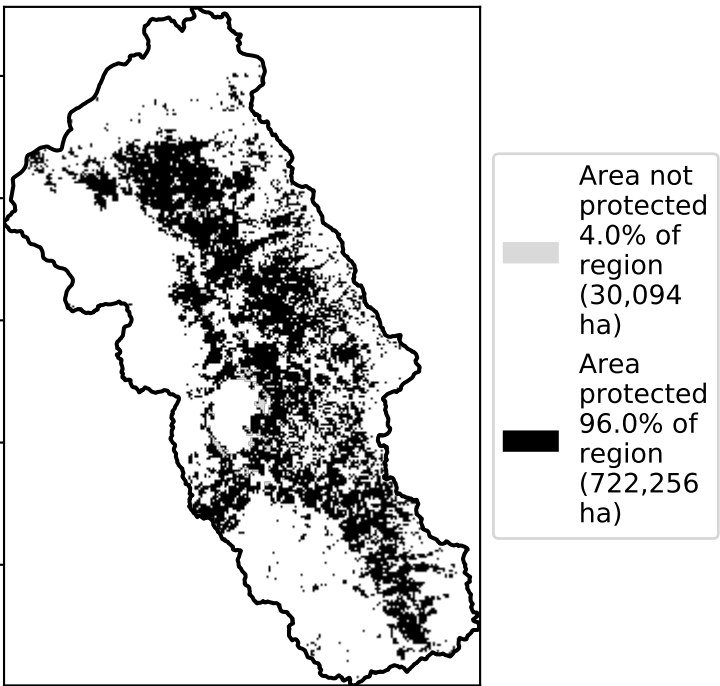 Area not
protected
4.0% of
region
(30,094
ha)
Area
protected
96.0% of
region
(722,256
ha)